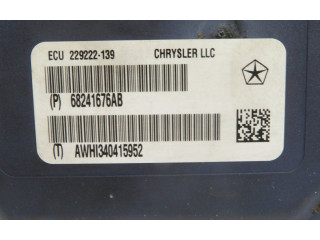 ECU 229222-139 CHRYSLER LLC
(P) 68241676AB
(T) AWHI340415952